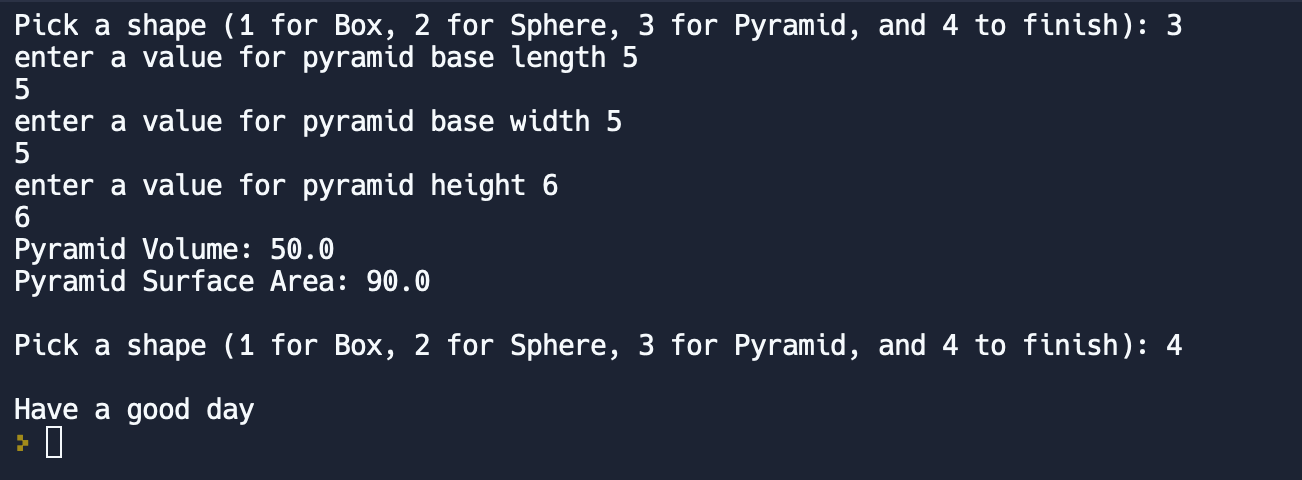 Pick a shape (1 for Box, 2 for Sphere, 3 for Pyramid, and 4 to finish): 3
enter a value for pyramid base length 5
5
enter a value for pyramid base width 5
5
enter a value for pyramid height 6
6
Pyramid Volume: 50.0
Pyramid Surface Area: 90.0
Pick a shape (1 for Box, 2 for Sphere, 3 for Pyramid, and 4 to finish): 4
Have a good day